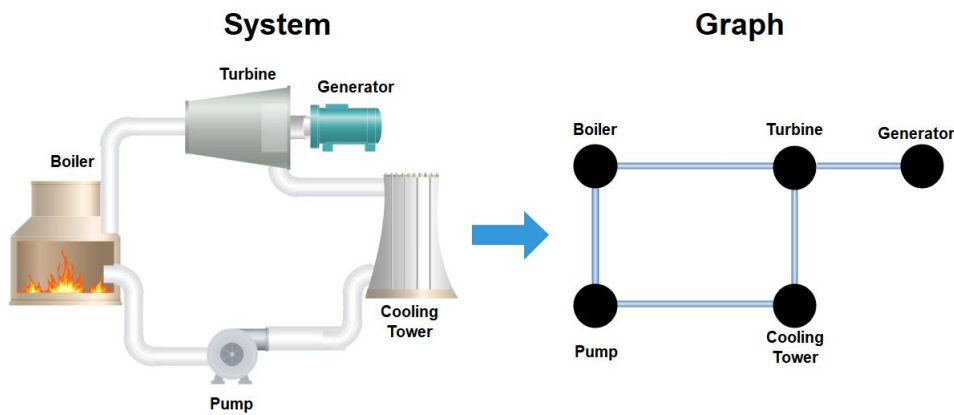 System
Turbine
Generator
Boiler
Cooling
Tower
Pump
Graph
Boiler
Turbine
Generator
Pump
Cooling
Tower